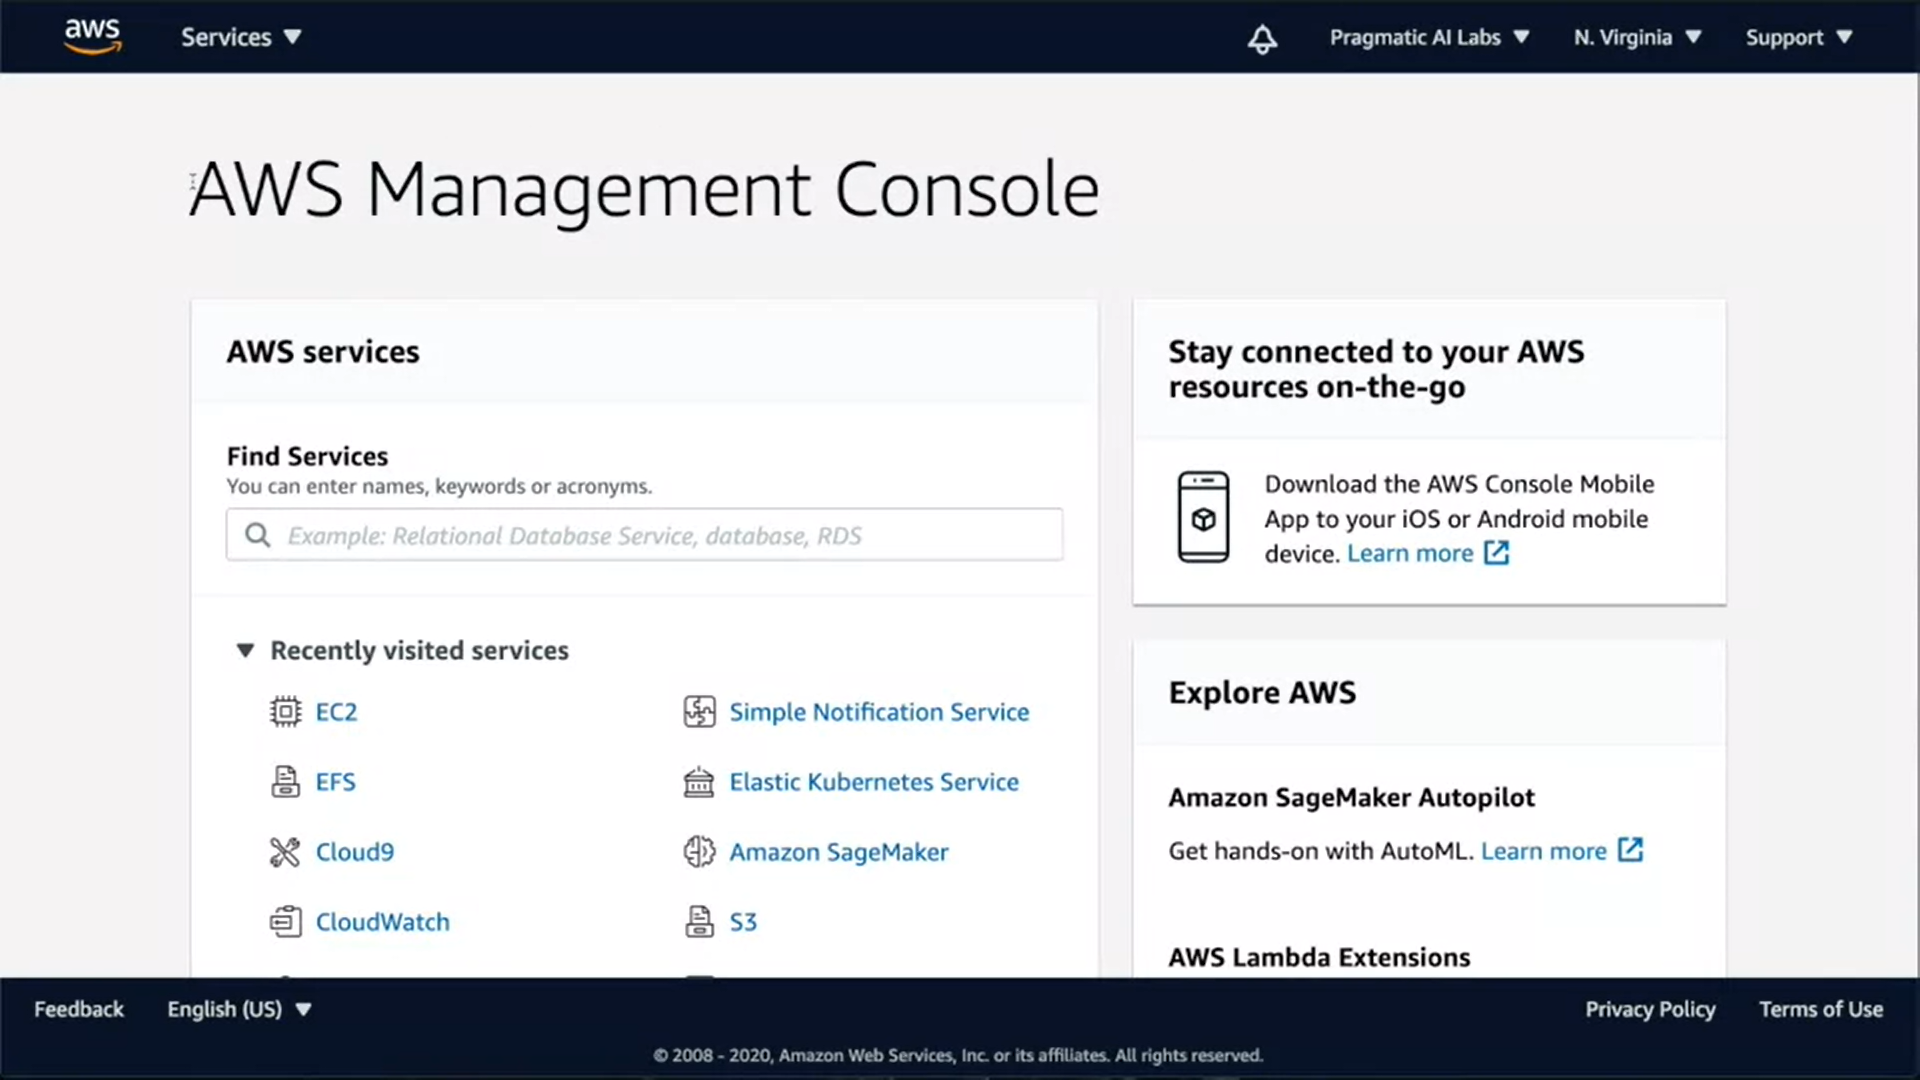 aws
Services
Pragmatic AI Labs
N. Virginia
Support
AWS Management Console
AWS services
Find Services
You can enter names, keywords or acronyms.
Example: Relational Database Service, database, RDS
Recently visited services
EC2
Simple Notification Service
EFS
Elastic Kubernetes Service
Cloud9
Amazon SageMaker
CloudWatch
S3
Stay connected to your AWS
resources on-the-go
Download the AWS Console Mobile
App to your iOS or Android mobile
device. Learn more
Explore AWS
Amazon SageMaker Autopilot
Get hands-on with AutoML. Learn more
AWS Lambda Extensions
Feedback
English (US)
Privacy Policy
Terms of Use
© 2008 - 2020, Amazon Web Services, Inc. or its affiliates. All rights reserved.